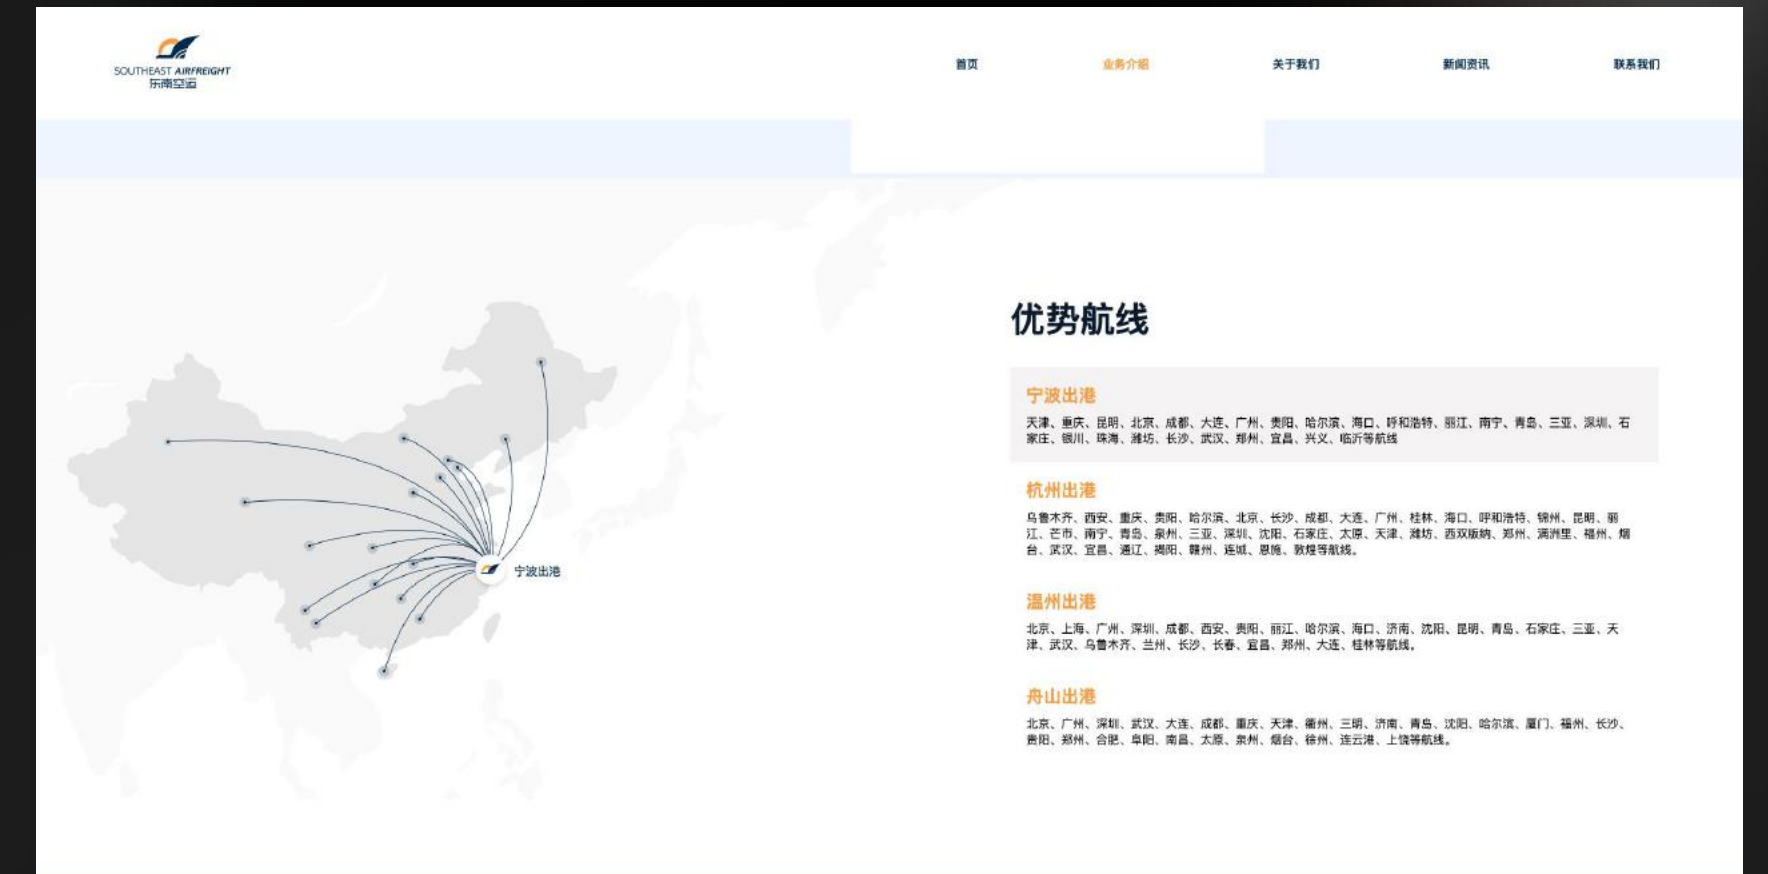 SOUTHEAST AIRFREIGHT
东南空运
首页
业务介绍
关于我们
新闻资讯
联系我们
优势航线
宁波出港
天津、重庆、昆明、北京、成都、大连、广州、贵阳、哈尔滨、海口、呼和浩特、丽江、南宁、青岛、三亚、深圳、石
家庄、银川、珠海、潍坊、长沙、武汉、郑州、宜昌、兴义、临沂等航线
杭州出港
乌鲁木齐、西安、重庆、贵阳、哈尔滨、北京、长沙、成都、大连、广州、桂林、海口、呼和浩特、锦州、昆明、丽
江、芒市、南宁、青岛、泉州、三亚、深圳、沈阳、石家庄、太原、天津、潍坊、西双版纳、郑州、满洲里、福州、烟
台、武汉、宜昌、通辽、揭阳、赣州、连城、恩施、敦煌等航线。
温州出港
北京、上海、广州、深圳、成都、西安、贵阳、丽江、哈尔滨、海口、济南、沈阳、昆明、青岛、石家庄、三亚、天
津、武汉、乌鲁木齐、兰州、长沙、长春、宜昌、郑州、大连、桂林等航线。
舟山出港
北京、广州、深圳、武汉、大连、成都、重庆、天津、衢州、三明、济南、青岛、沈阳、哈尔滨、厦门、福州、长沙、
贵阳、郑州、合肥、阜阳、南昌、太原、泉州、烟台、徐州、连云港、上饶等航线。
宁波出港